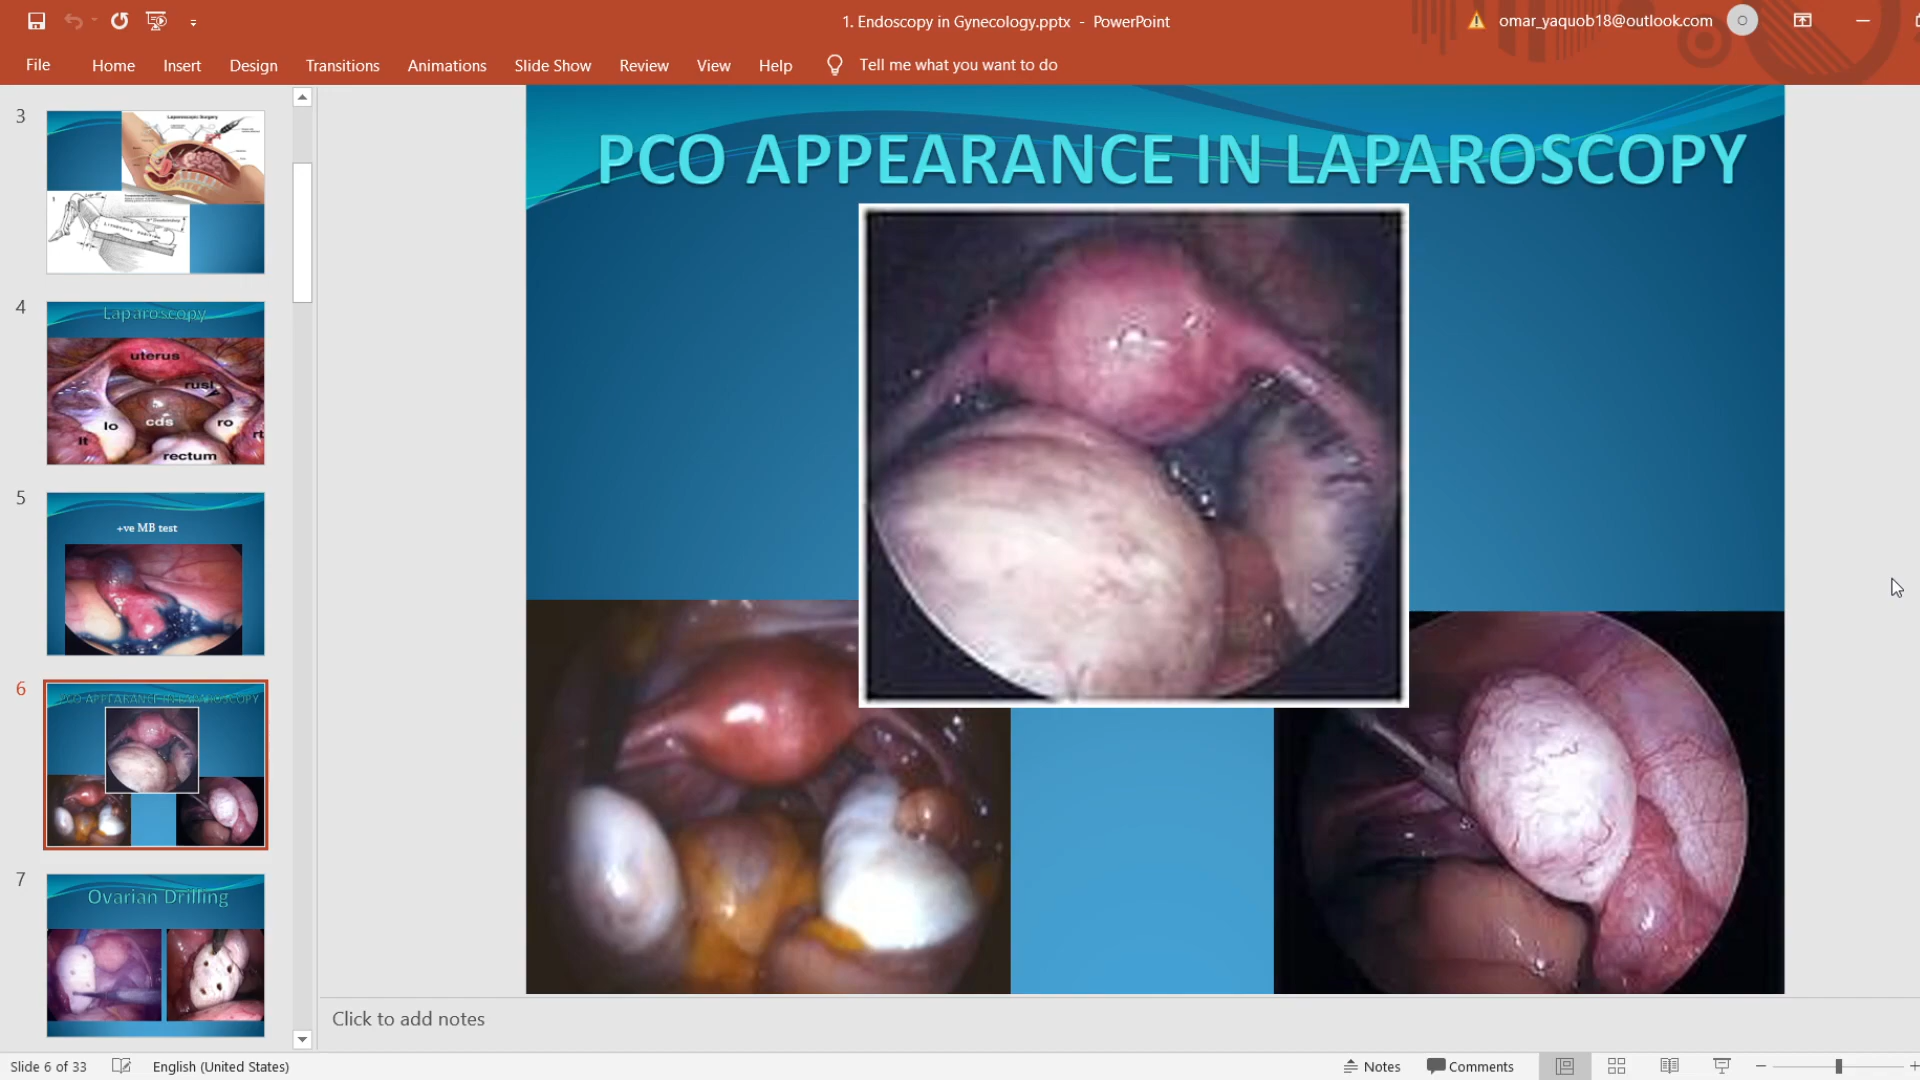 1. Endoscopy in Gynecology.pptx - PowerPoint
omar_yaquob18@outlook.com
O
File
Home
Insert
Design
Transitions
Animations
Slide Show
Review
View
Help
Tell me what you want to do
3
Laparoscopic Surgery
4
Laparoscopy
uterus
rusl
lo
cds
ro
lt
rt
rectum
5
+ve MB test
6
PCO APPEARANCE IN LAPAROSCOPY
7
Ovarian Drilling
PCO APPEARANCE IN LAPAROSCOPY
Click to add notes
Slide 6 of 33
English (United States)
Notes
Comments